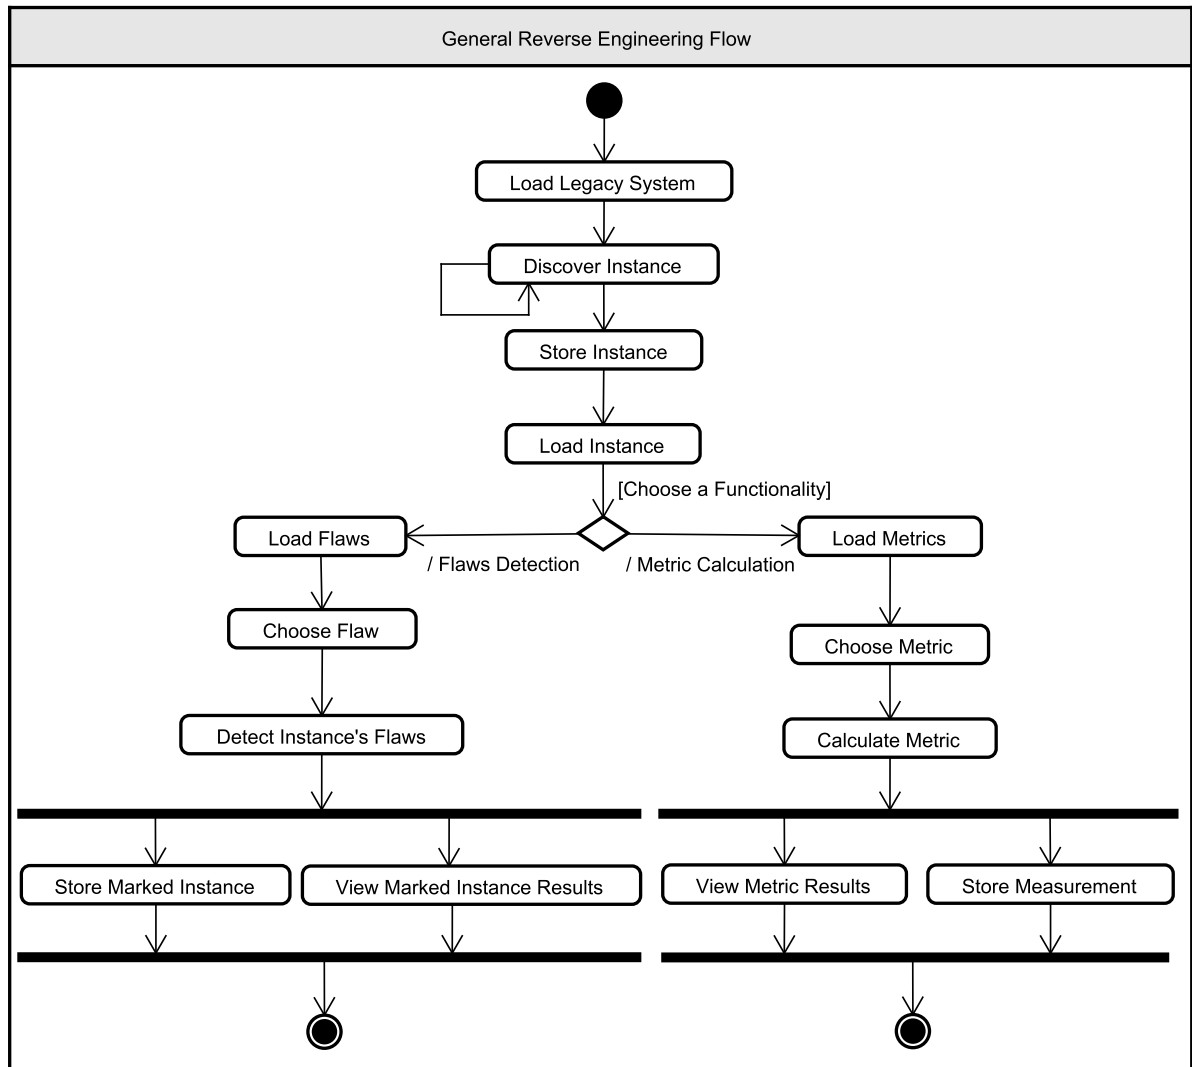 General Reverse Engineering Flow
Load Legacy System
Discover Instance
Store Instance
Load Instance
[Choose a Functionality]
Load Flaws
Load Metrics
/ Flaws Detection
/ Metric Calculation
Choose Flaw
Choose Metric
Detect Instance's Flaws
Calculate Metric
Store Marked Instance
View Marked Instance Results
View Metric Results
Store Measurement